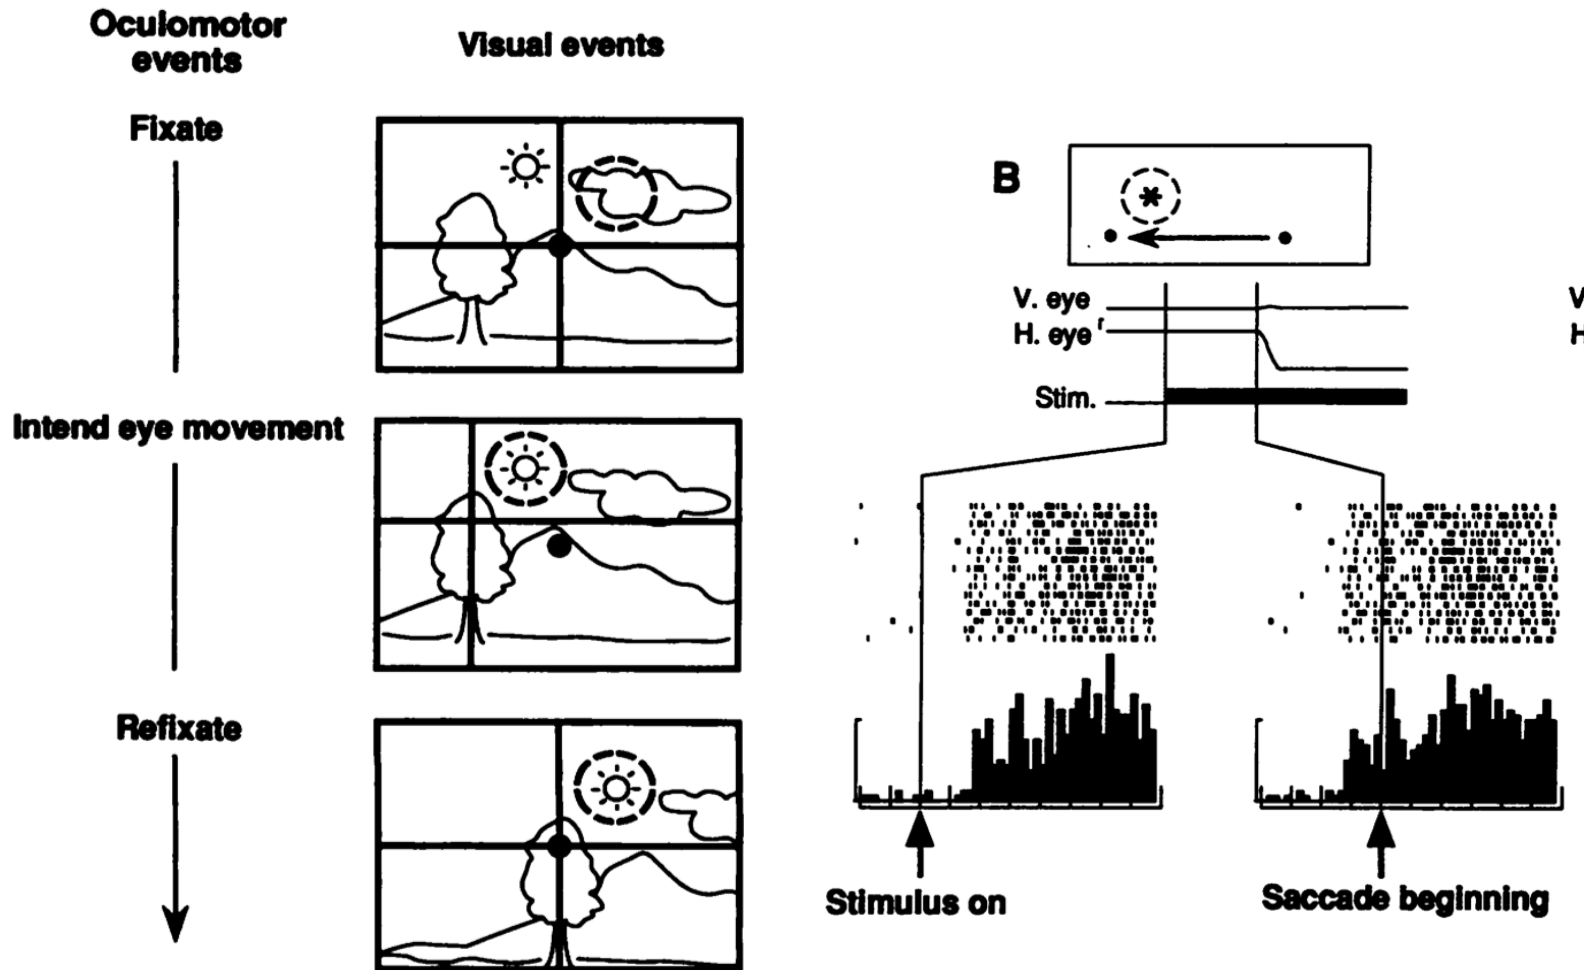 Oculomotor
events
Visual events
Fixate
Intend eye movement
Refixate
B
V. eye
H. eye r
Stim.
Stimulus on
Saccade beginning
V
H